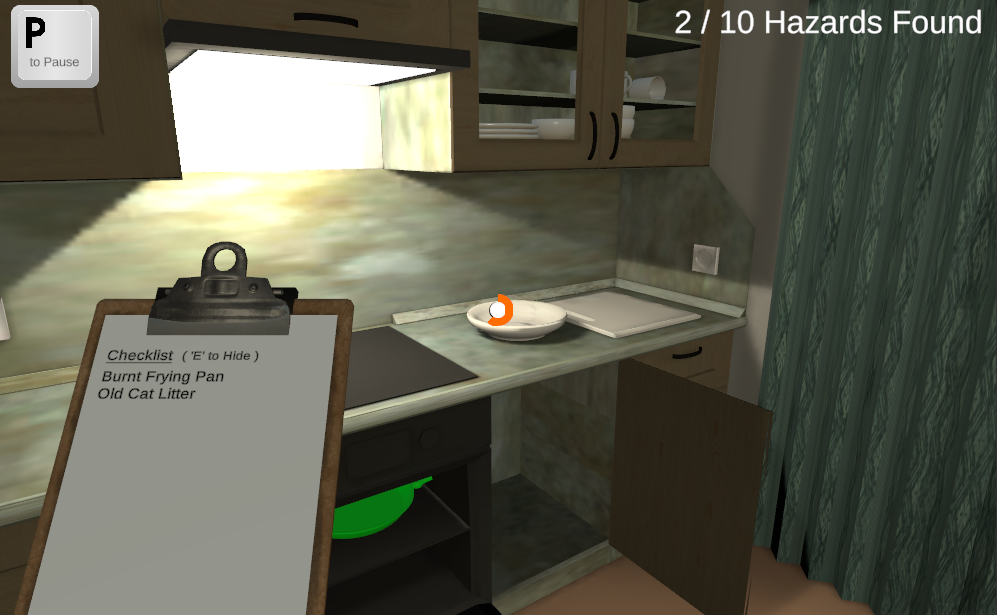 P
to Pause
2 / 10 Hazards Found
Checklist ( 'E' to Hide )
Burnt Frying Pan
Old Cat Litter